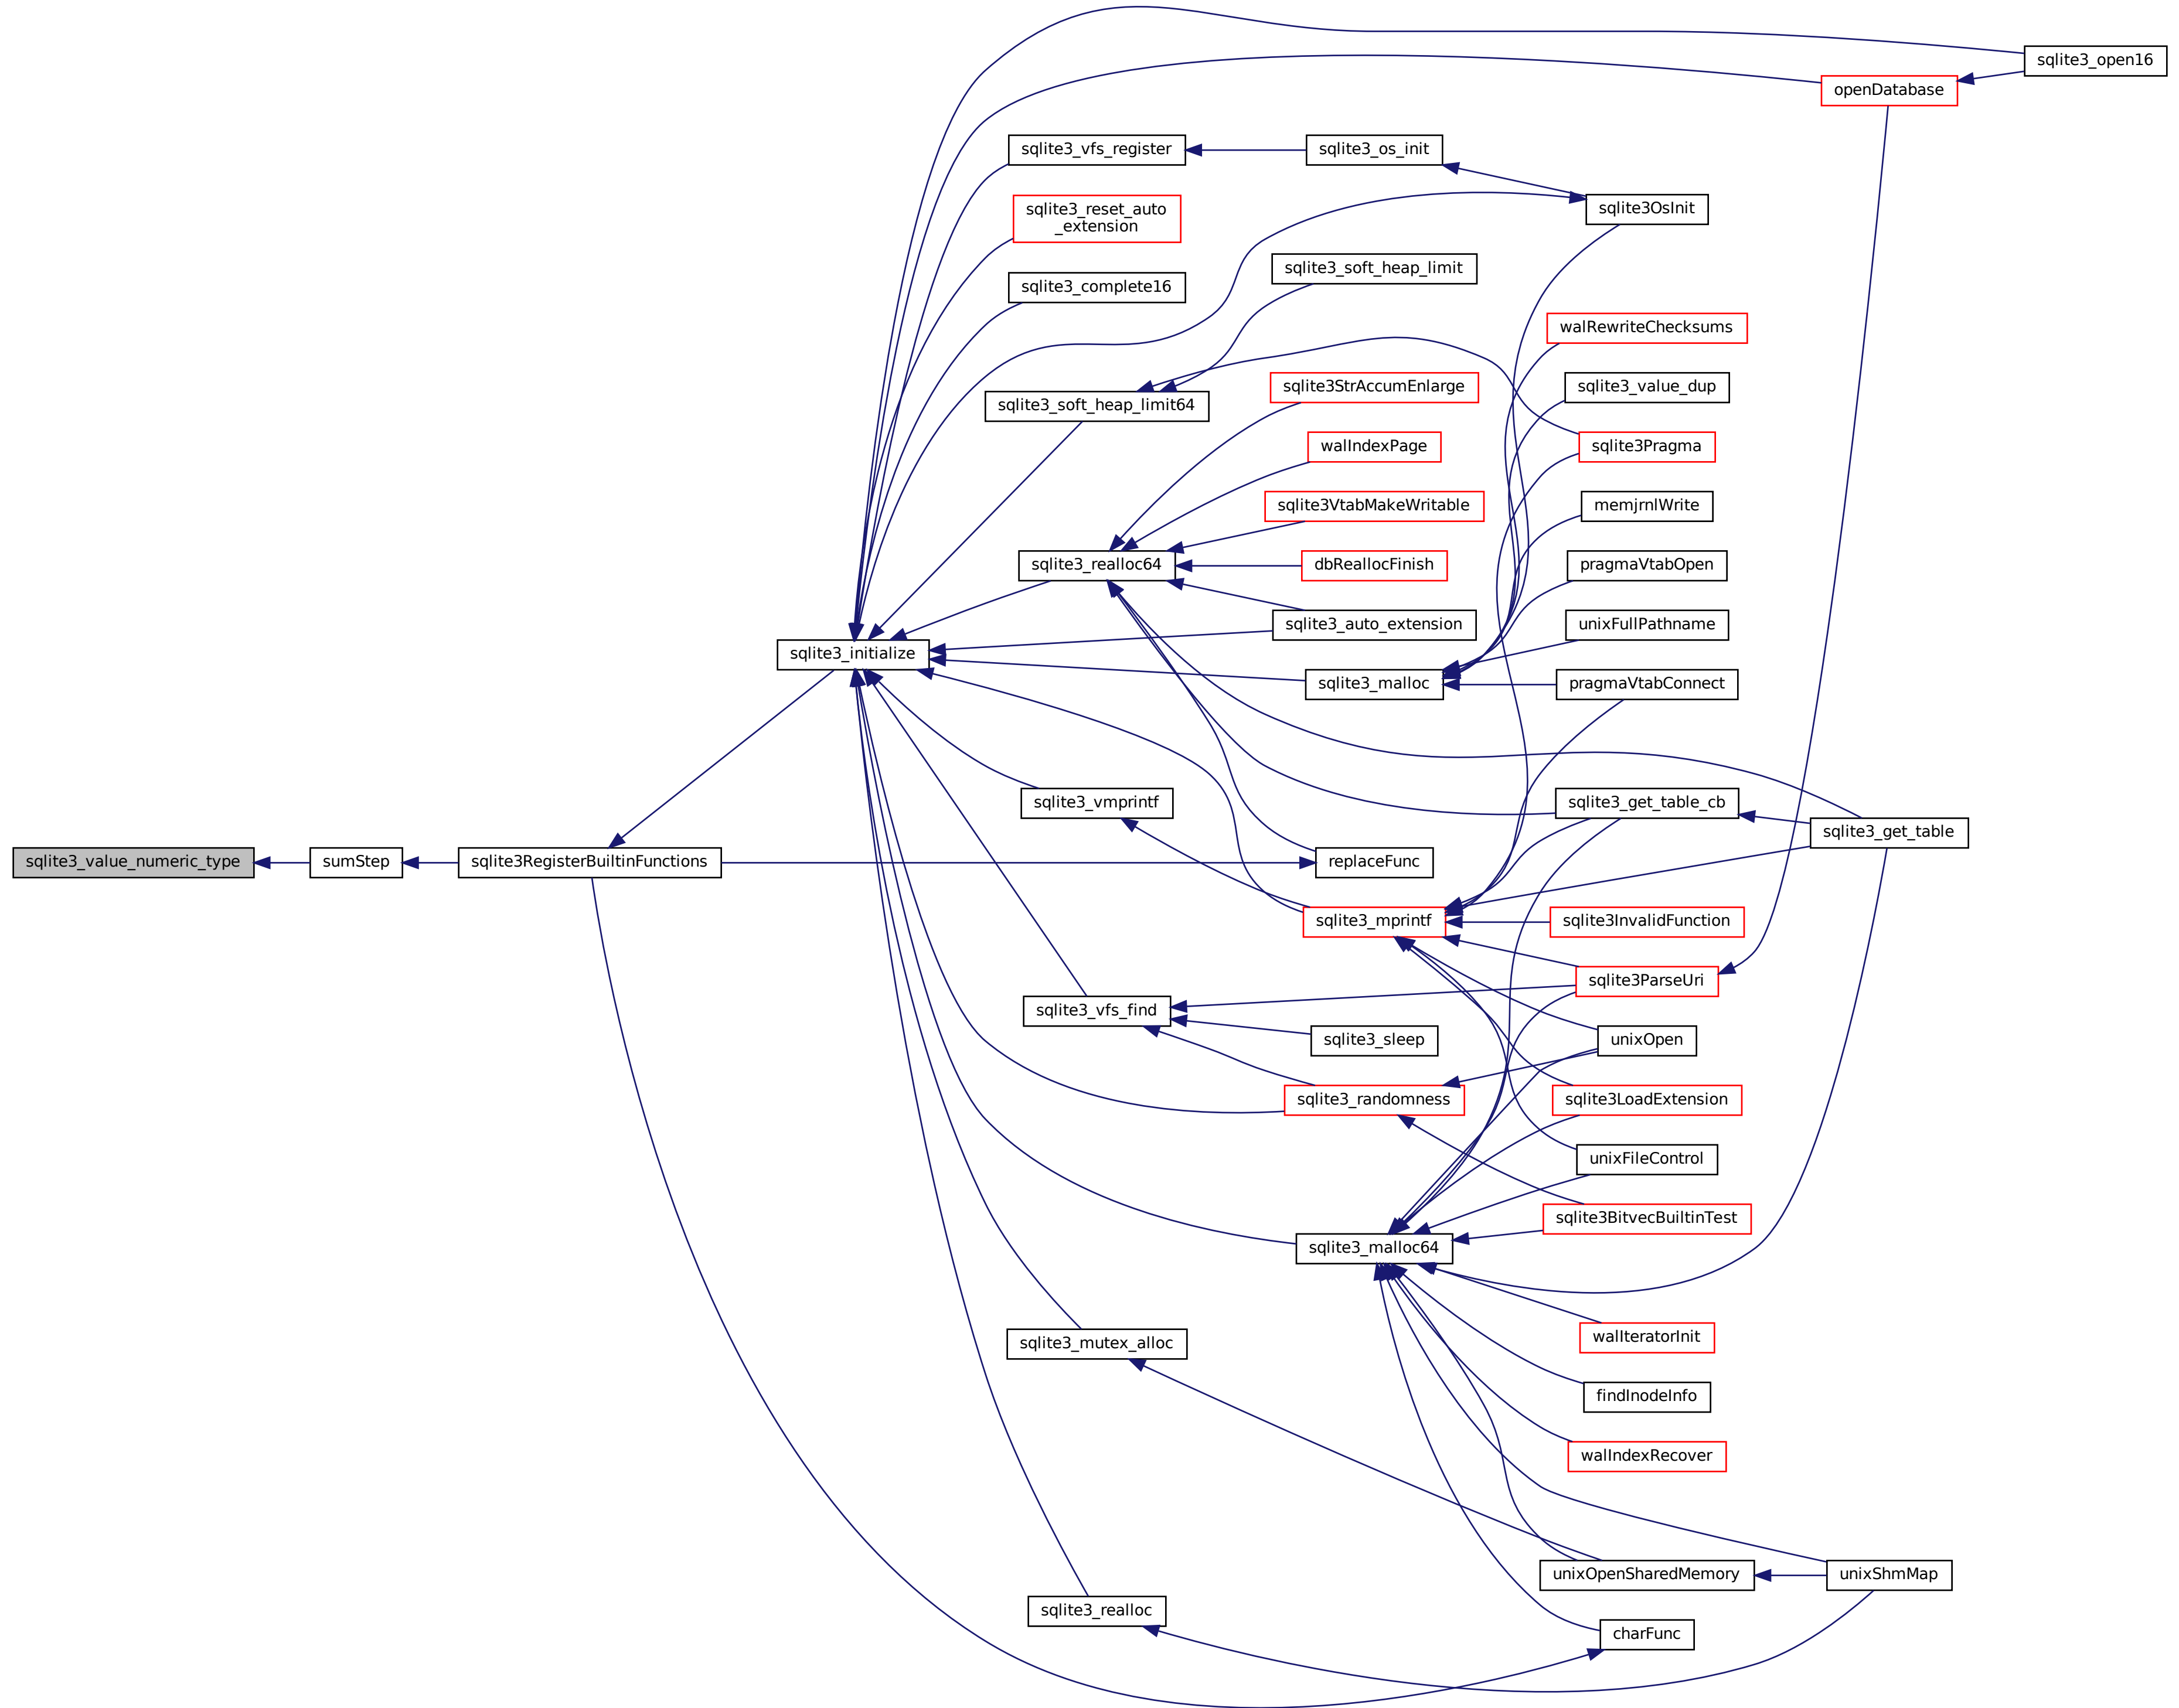 sqlite3_open16
openDatabase
sqlite3_vfs_register
sqlite3_os_init
sqlite3_reset_auto
_extension
sqlite3OsInit
sqlite3_soft_heap_limit
sqlite3_complete16
walRewriteChecksums
sqlite3StrAccumEnlarge
sqlite3_value_dup
sqlite3_soft_heap_limit64
walIndexPage
sqlite3Pragma
sqlite3VtabMakeWritable
memjrnlWrite
sqlite3_realloc64
dbReallocFinish
pragmaVtabOpen
sqlite3_auto_extension
unixFullPathname
sqlite3_initialize
sqlite3_malloc
pragmaVtabConnect
sqlite3_vmprintf
sqlite3_get_table_cb
sqlite3_get_table
sqlite3_value_numeric_type
sumStep
sqlite3RegisterBuiltinFunctions
replaceFunc
sqlite3_mprintf
sqlite3InvalidFunction
sqlite3ParseUri
sqlite3_vfs_find
sqlite3_sleep
unixOpen
sqlite3_randomness
sqlite3LoadExtension
unixFileControl
sqlite3BitvecBuiltinTest
sqlite3_malloc64
sqlite3_mutex_alloc
walIteratorInit
findInodeInfo
walIndexRecover
unixOpenSharedMemory
unixShmMap
sqlite3_realloc
charFunc